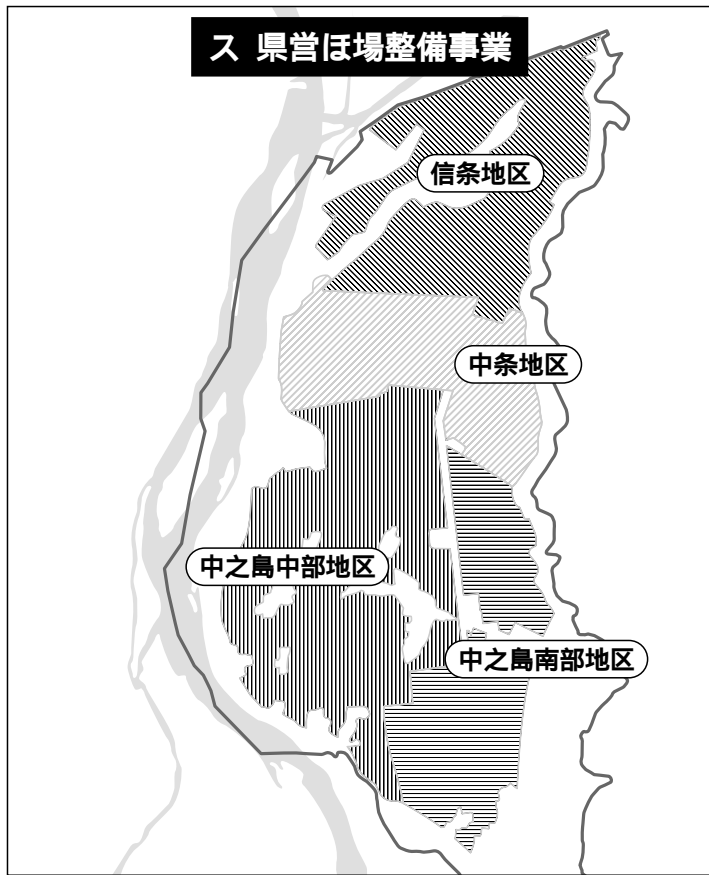 ス 県営ほ場整備事業
信条地区
中条地区
中之島中部地区
中之島南部地区